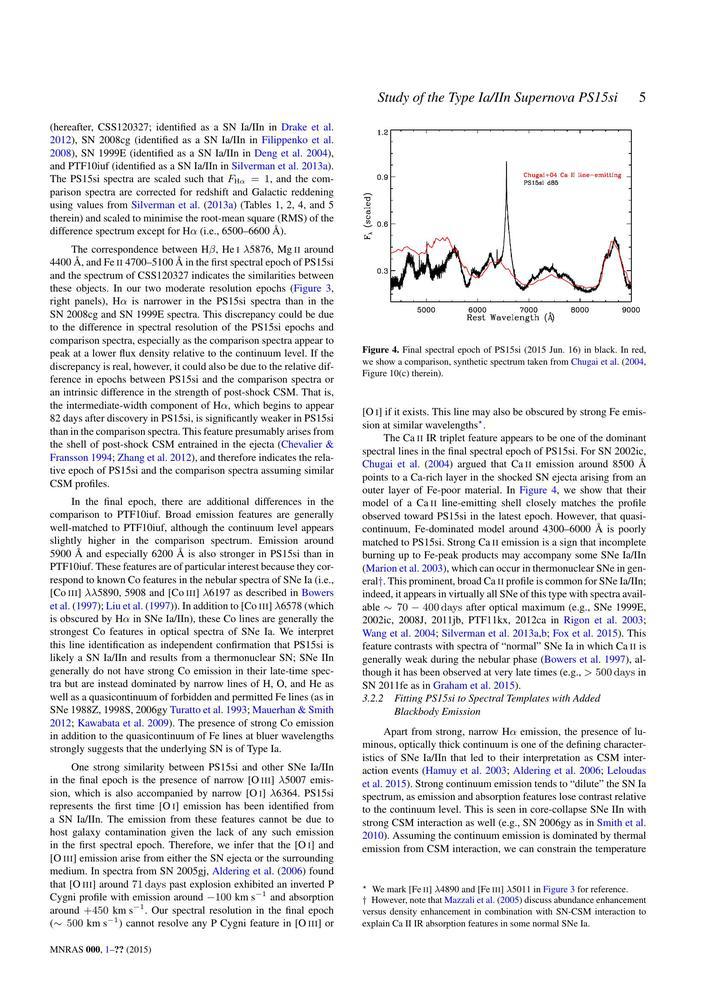 Study of the Type Ia/IIn Supernova PS15si 5
(hereafter, CSS120327; identified as a SN Ia/IIn in Drake et al.
2012), SN 2008cg (identified as a SN Ia/IIn in Filippenko et al.
2008), SN 1999E (identified as a SN Ia/IIn in Deng et al. 2004),
and PTF10iuf (identified as a SN Ia/IIn in Silverman et al. 2013a).
The PS15si spectra are scaled such that FHα = 1, and the com-
parison spectra are corrected for redshift and Galactic reddening
using values from Silverman et al. (2013a) (Tables 1, 2, 4, and 5
therein) and scaled to minimise the root-mean square (RMS) of the
difference spectrum except for Hα (i.e., 6500–6600 Å).
The correspondence between Hβ, He I λ5876, Mg II around
4400 Å, and Fe II 4700–5100 Å in the first spectral epoch of PS15si
and the spectrum of CSS120327 indicates the similarities between
these objects. In our two moderate resolution epochs (Figure 3,
right panels), Hα is narrower in the PS15si spectra than in the
SN 2008cg and SN 1999E spectra. This discrepancy could be due
to the difference in spectral resolution of the PS15si epochs and
comparison spectra, especially as the comparison spectra appear to
peak at a lower flux density relative to the continuum level. If the
discrepancy is real, however, it could also be due to the relative dif-
ference in epochs between PS15si and the comparison spectra or
an intrinsic difference in the strength of post-shock CSM. That is,
the intermediate-width component of Hα, which begins to appear
82 days after discovery in PS15si, is significantly weaker in PS15si
than in the comparison spectra. This feature presumably arises from
the shell of post-shock CSM entrained in the ejecta (Chevalier &
Fransson 1994; Zhang et al. 2012), and therefore indicates the rela-
tive epoch of PS15si and the comparison spectra assuming similar
CSM profiles.
In the final epoch, there are additional differences in the
comparison to PTF10iuf. Broad emission features are generally
well-matched to PTF10iuf, although the continuum level appears
slightly higher in the comparison spectrum. Emission around
5900 Å and especially 6200 Å is also stronger in PS15si than in
PTF10iuf. These features are of particular interest because they cor-
respond to known Co features in the nebular spectra of SNe Ia (i.e.,
[Co III] λλ5890, 5908 and [Co III] λ6197 as described in Bowers
et al. (1997); Liu et al. (1997)). In addition to [Co III] λ6578 (which
is obscured by Hα in SNe Ia/IIn), these Co lines are generally the
strongest Co features in optical spectra of SNe Ia. We interpret
this line identification as independent confirmation that PS15si is
likely a SN Ia/IIn and results from a thermonuclear SN; SNe IIn
generally do not have strong Co emission in their late-time spec-
tra but are instead dominated by narrow lines of H, O, and He as
well as a quasicontinuum of forbidden and permitted Fe lines (as in
SNe 1988Z, 1998S, 2006gy Turatto et al. 1993; Mauerhan & Smith
2012; Kawabata et al. 2009). The presence of strong Co emission
in addition to the quasicontinuum of Fe lines at bluer wavelengths
strongly suggests that the underlying SN is of Type Ia.
One strong similarity between PS15si and other SNe Ia/IIn
in the final epoch is the presence of narrow [O III] λ5007 emis-
sion, which is also accompanied by narrow [O I] λ6364. PS15si
represents the first time [O I] emission has been identified from
a SN Ia/IIn. The emission from these features cannot be due to
host galaxy contamination given the lack of any such emission
in the first spectral epoch. Therefore, we infer that the [O I] and
[O III] emission arise from either the SN ejecta or the surrounding
medium. In spectra from SN 2005gj, Aldering et al. (2006) found
that [O III] around 71 days past explosion exhibited an inverted P
Cygni profile with emission around −100 km s−1 and absorption
around +450 km s−1. Our spectral resolution in the final epoch
(∼ 500 km s−1) cannot resolve any P Cygni feature in [O III] or
1.2
0.9
0.6
0.3
Fλ (scaled)
Chugai+04 Ca II line-emitting
PS15si d85
5000 6000 7000 8000 9000
Rest Wavelength (Å)
Figure 4. Final spectral epoch of PS15si (2015 Jun. 16) in black. In red,
we show a comparison, synthetic spectrum taken from Chugai et al. (2004,
Figure 10(c) therein).
[O I] if it exists. This line may also be obscured by strong Fe emis-
sion at similar wavelengths*.
The Ca II IR triplet feature appears to be one of the dominant
spectral lines in the final spectral epoch of PS15si. For SN 2002ic,
Chugai et al. (2004) argued that Ca II emission around 8500 Å
points to a Ca-rich layer in the shocked SN ejecta arising from an
outer layer of Fe-poor material. In Figure 4, we show that their
model of a Ca II line-emitting shell closely matches the profile
observed toward PS15si in the latest epoch. However, that quasi-
continuum, Fe-dominated model around 4300–6000 Å is poorly
matched to PS15si. Strong Ca II emission is a sign that incomplete
burning up to Fe-peak products may accompany some SNe Ia/IIn
(Marion et al. 2003), which can occur in thermonuclear SNe in gen-
eral†. This prominent, broad Ca II profile is common for SNe Ia/IIn;
indeed, it appears in virtually all SNe of this type with spectra avail-
able ∼ 70 − 400 days after optical maximum (e.g., SNe 1999E,
2002ic, 2008J, 2011jb, PTF11kx, 2012ca in Rigon et al. 2003;
Wang et al. 2004; Silverman et al. 2013a,b; Fox et al. 2015). This
feature contrasts with spectra of “normal” SNe Ia in which Ca II is
generally weak during the nebular phase (Bowers et al. 1997), al-
though it has been observed at very late times (e.g., > 500 days in
SN 2011fe as in Graham et al. 2015).
3.2.2 Fitting PS15si to Spectral Templates with Added
Blackbody Emission
Apart from strong, narrow Hα emission, the presence of lu-
minous, optically thick continuum is one of the defining character-
istics of SNe Ia/IIn that led to their interpretation as CSM inter-
action events (Hamuy et al. 2003; Aldering et al. 2006; Leloudas
et al. 2015). Strong continuum emission tends to “dilute” the SN Ia
spectrum, as emission and absorption features lose contrast relative
to the continuum level. This is seen in core-collapse SNe IIn with
strong CSM interaction as well (e.g., SN 2006gy as in Smith et al.
2010). Assuming the continuum emission is dominated by thermal
emission from CSM interaction, we can constrain the temperature
* We mark [Fe II] λ4890 and [Fe III] λ5011 in Figure 3 for reference.
† However, note that Mazzali et al. (2005) discuss abundance enhancement
versus density enhancement in combination with SN-CSM interaction to
explain Ca II IR absorption features in some normal SNe Ia.
MNRAS 000, 1–?? (2015)